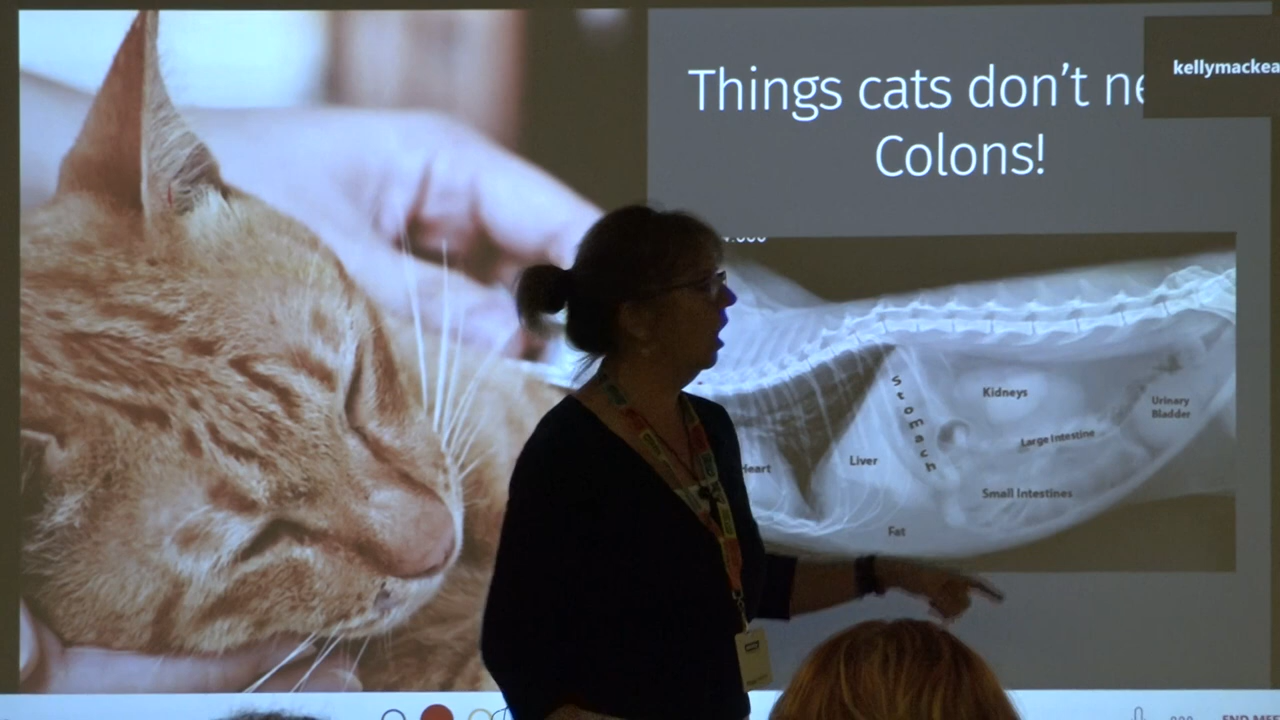 Things cats don't ne
kellymackea
Colons!
Stomach
Kidneys
Urinary
Bladder
Large Intestine
Heart
Liver
Small Intestines
Fat